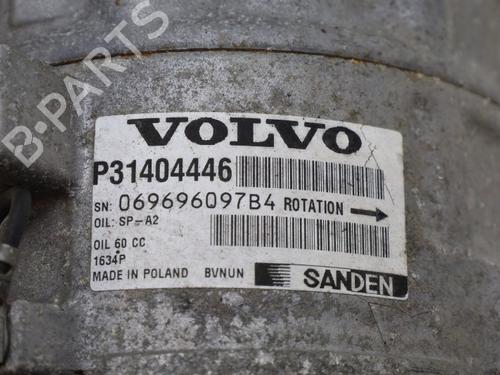 B-PARTS
VOLVO
P31404446
SN: 069696097B4 ROTATION
OIL: SP-A2
OIL 60 CC
1634P
MADE IN POLAND BVNUN SANDEN